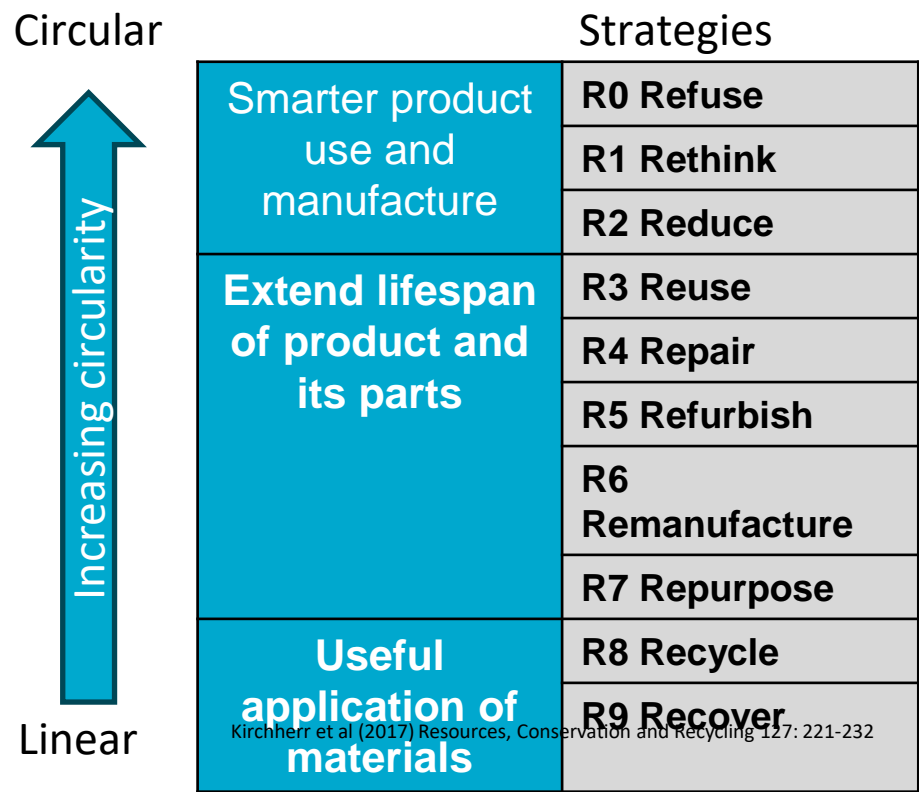 Circular
Strategies
Increasing circularity
Linear
Smarter product
use and
manufacture
R0 Refuse
R1 Rethink
R2 Reduce
Extend lifespan
of product and
its parts
R3 Reuse
R4 Repair
R5 Refurbish
R6
Remanufacture
R7 Repurpose
Useful
application of
materials
R8 Recycle
R9 Recover
Kirchherr et al (2017) Resources, Conservation and Recycling 127: 221-232